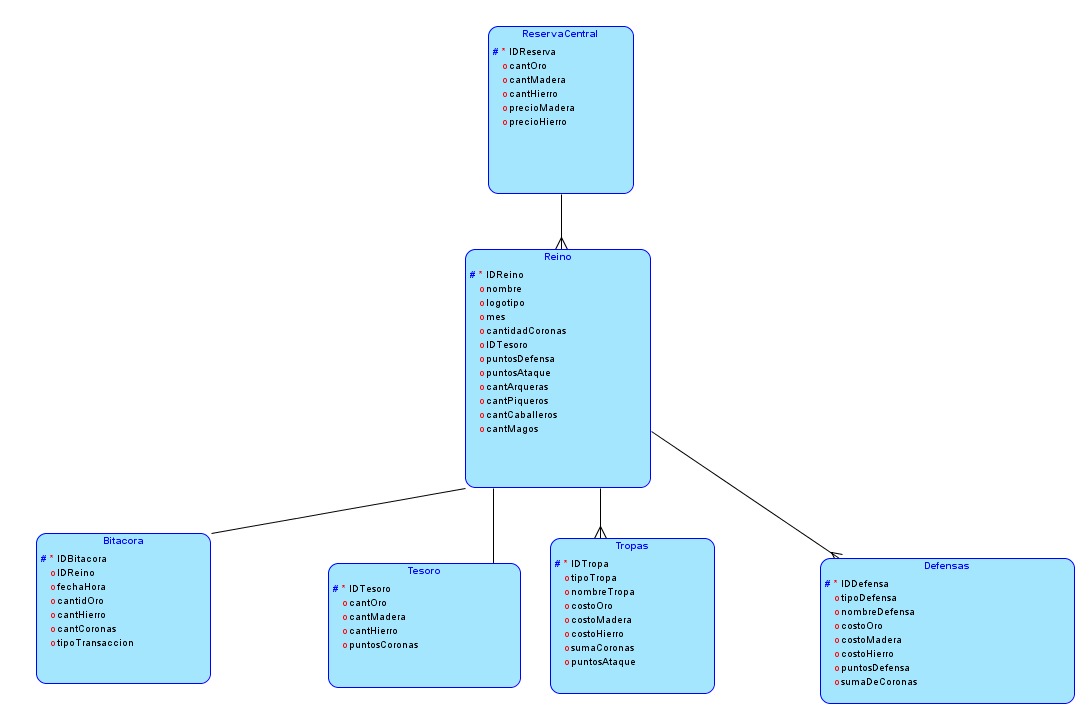 ReservaCentral
# * IDReserva
o cantOro
o cantMadera
o cantHierro
o precioMadera
o precioHierro
Reino
# * IDReino
o nombre
o logotipo
o mes
o cantidadCoronas
o IDTesoro
o puntosDefensa
o puntosAtaque
o cantArqueras
o cantPiqueros
o cantCaballeros
o cantMagos
Bitacora
# * IDBitacora
o IDReino
o fechaHora
o cantidOro
o cantHierro
o cantCoronas
o tipoTransaccion
Tesoro
# * IDTesoro
o cantOro
o cantMadera
o cantHierro
o puntosCoronas
Tropas
# * IDTropa
o tipoTropa
o nombreTropa
o costoOro
o costoMadera
o costoHierro
o sumaCoronas
o puntosAtaque
Defensas
# * IDDefensa
o tipoDefensa
o nombreDefensa
o costoOro
o costoMadera
o costoHierro
o puntosDefensa
o sumaDeCoronas